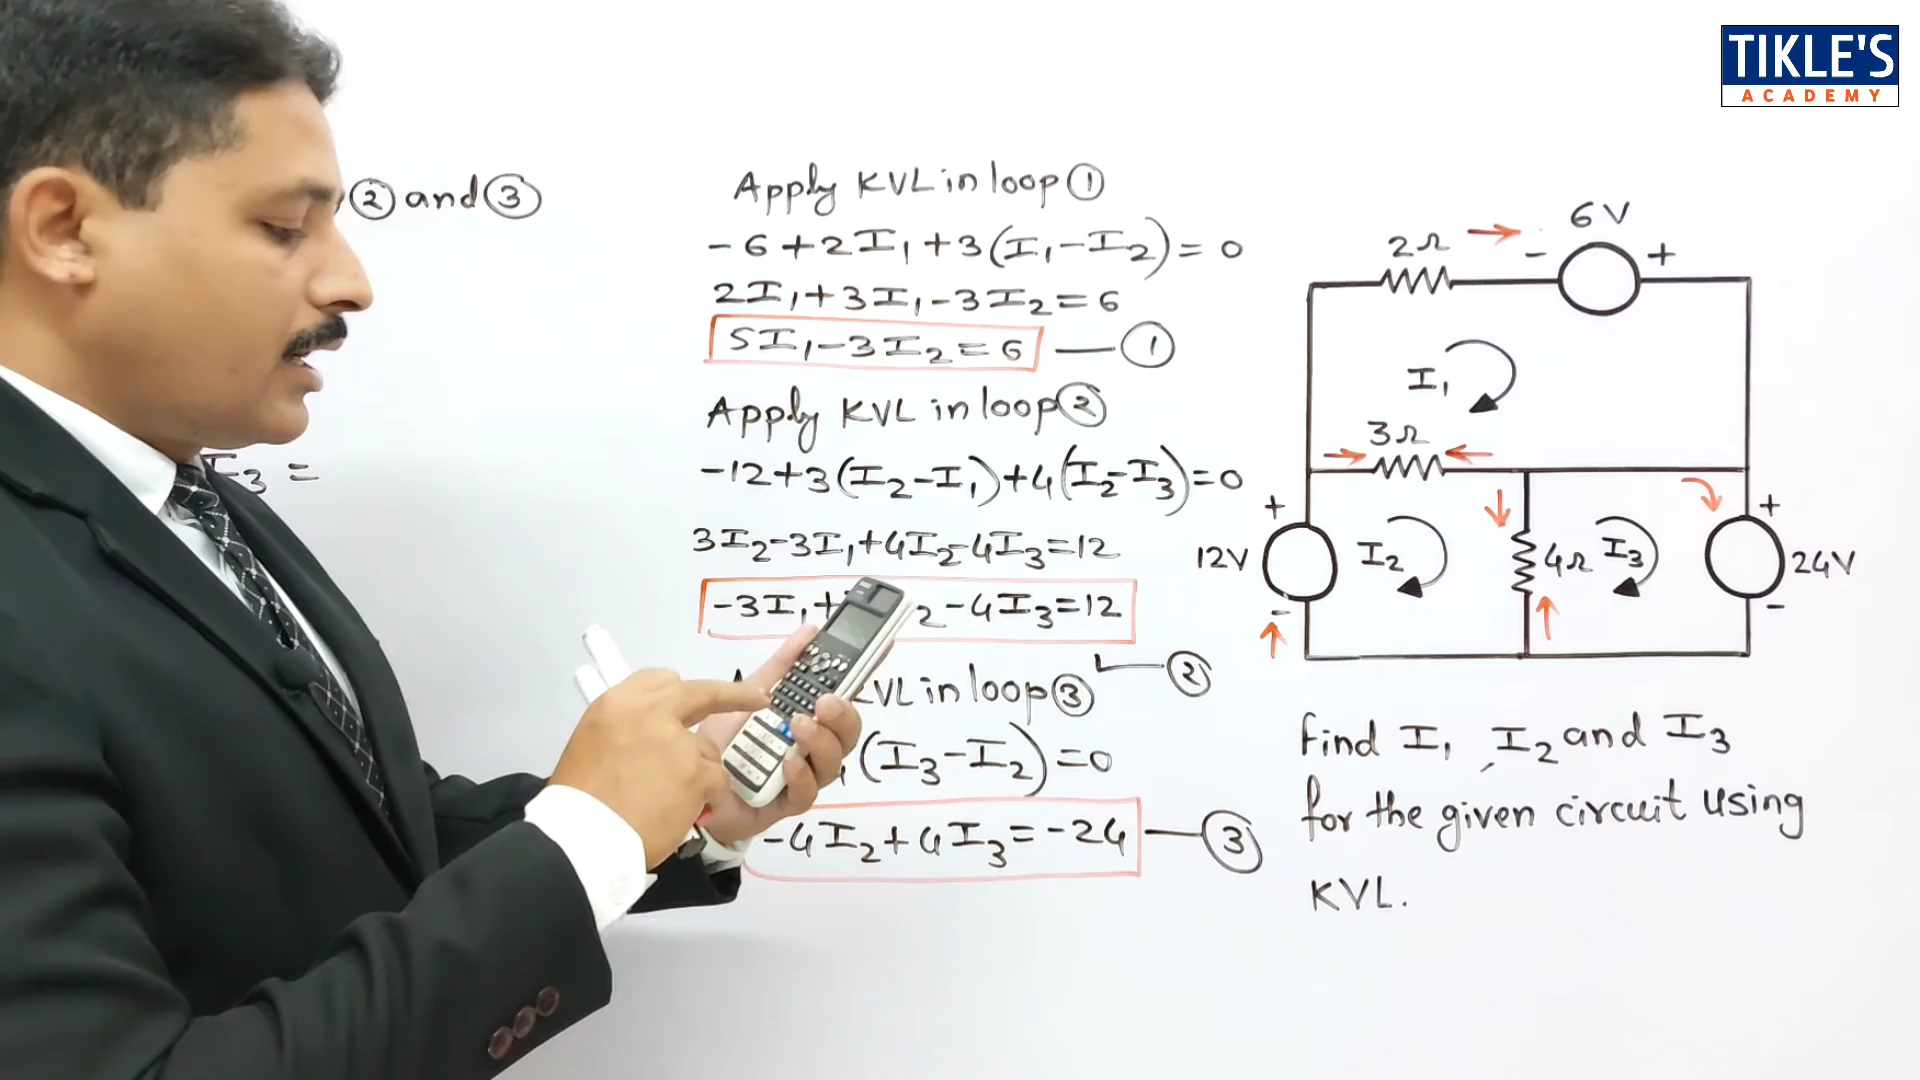 TIKLE'S
ACADEMY
② and ③
I₃ =
Apply KVL in loop ①
-6+2I₁+3(I₁-I₂)=0
2I₁+3I₁-3I₂=6
5I₁-3I₂=6 — ①
Apply KVL in loop ②
-12+3(I₂-I₁)+4(I₂-I₃)=0
3I₂-3I₁+4I₂-4I₃=12
-3I₁+ ₂-4I₃=12
②
KVL in loop ③
(I₃-I₂)=0
-4I₂+4I₃=-24 — ③
6V
2Ω
- +
I₁
3Ω
+ +
12V I₂ 4Ω I₃ 24V
- -
Find I₁, I₂ and I₃
for the given circuit using
KVL.